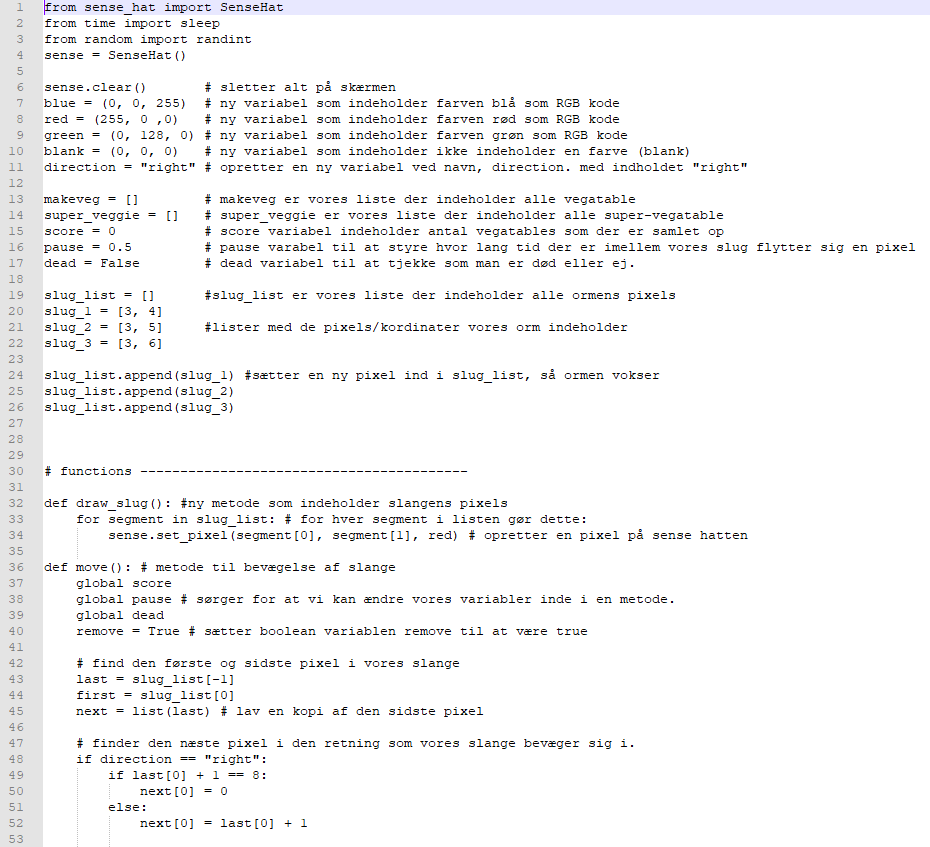 1 from sense_hat import SenseHat
2 from time import sleep
3 from random import randint
4 sense = SenseHat()
5
6 sense.clear()       # sletter alt på skærmen
7 blue = (0, 0, 255)  # ny variabel som indeholder farven blå som RGB kode
8 red = (255, 0 ,0)   # ny variabel som indeholder farven rød som RGB kode
9 green = (0, 128, 0) # ny variabel som indeholder farven grøn som RGB kode
10 blank = (0, 0, 0)   # ny variabel som indeholder ikke indeholder en farve (blank)
11 direction = "right" # opretter en ny variabel ved navn, direction. med indholdet "right"
12
13 makeveg = []        # makeveg er vores liste der indeholder alle vegatable
14 super_veggie = []   # super_veggie er vores liste der indeholder alle super-vegatable
15 score = 0           # score variabel indeholder antal vegatables som der er samlet op
16 pause = 0.5         # pause varabel til at styre hvor lang tid der er imellem vores slug flytter sig en pixel
17 dead = False        # dead variabel til at tjekke som man er død eller ej.
18
19 slug_list = []      #slug_list er vores liste der indeholder alle ormens pixels
20 slug_1 = [3, 4]
21 slug_2 = [3, 5]     #lister med de pixels/kordinater vores orm indeholder
22 slug_3 = [3, 6]
23
24 slug_list.append(slug_1) #sætter en ny pixel ind i slug_list, så ormen vokser
25 slug_list.append(slug_2)
26 slug_list.append(slug_3)
27
28
29
30 # functions -----------------------------------------
31
32 def draw_slug(): #ny metode som indeholder slangens pixels
33     for segment in slug_list: # for hver segment i listen gør dette:
34         sense.set_pixel(segment[0], segment[1], red) # opretter en pixel på sense hatten
35
36 def move(): # metode til bevægelse af slange
37     global score
38     global pause # sørger for at vi kan ændre vores variabler inde i en metode.
39     global dead
40     remove = True # sætter boolean variablen remove til at være true
41
42     # find den første og sidste pixel i vores slange
43     last = slug_list[-1]
44     first = slug_list[0]
45     next = list(last) # lav en kopi af den sidste pixel
46
47     # finder den næste pixel i den retning som vores slange bevæger sig i.
48     if direction == "right":
49         if last[0] + 1 == 8:
50             next[0] = 0
51         else:
52             next[0] = last[0] + 1
53